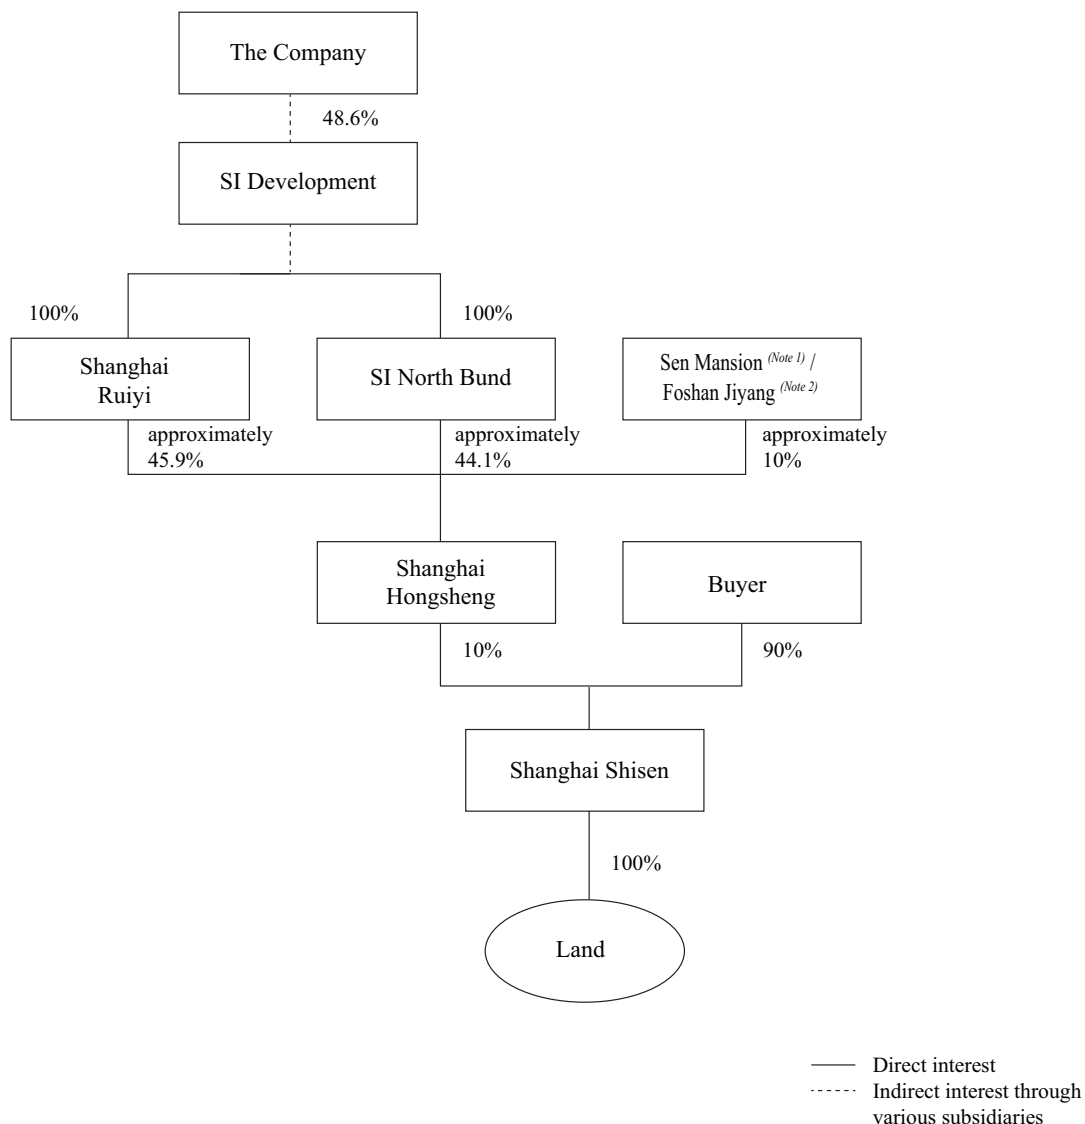 The Company
48.6%
SI Development
100%
100%
Shanghai
Ruiyi
SI North Bund
Sen Mansion (Note 1) /
Foshan Jiyang (Note 2)
approximately
45.9%
approximately
44.1%
approximately
10%
Shanghai
Hongsheng
Buyer
10%
90%
Shanghai Shisen
100%
Land
Direct interest
Indirect interest through
various subsidiaries